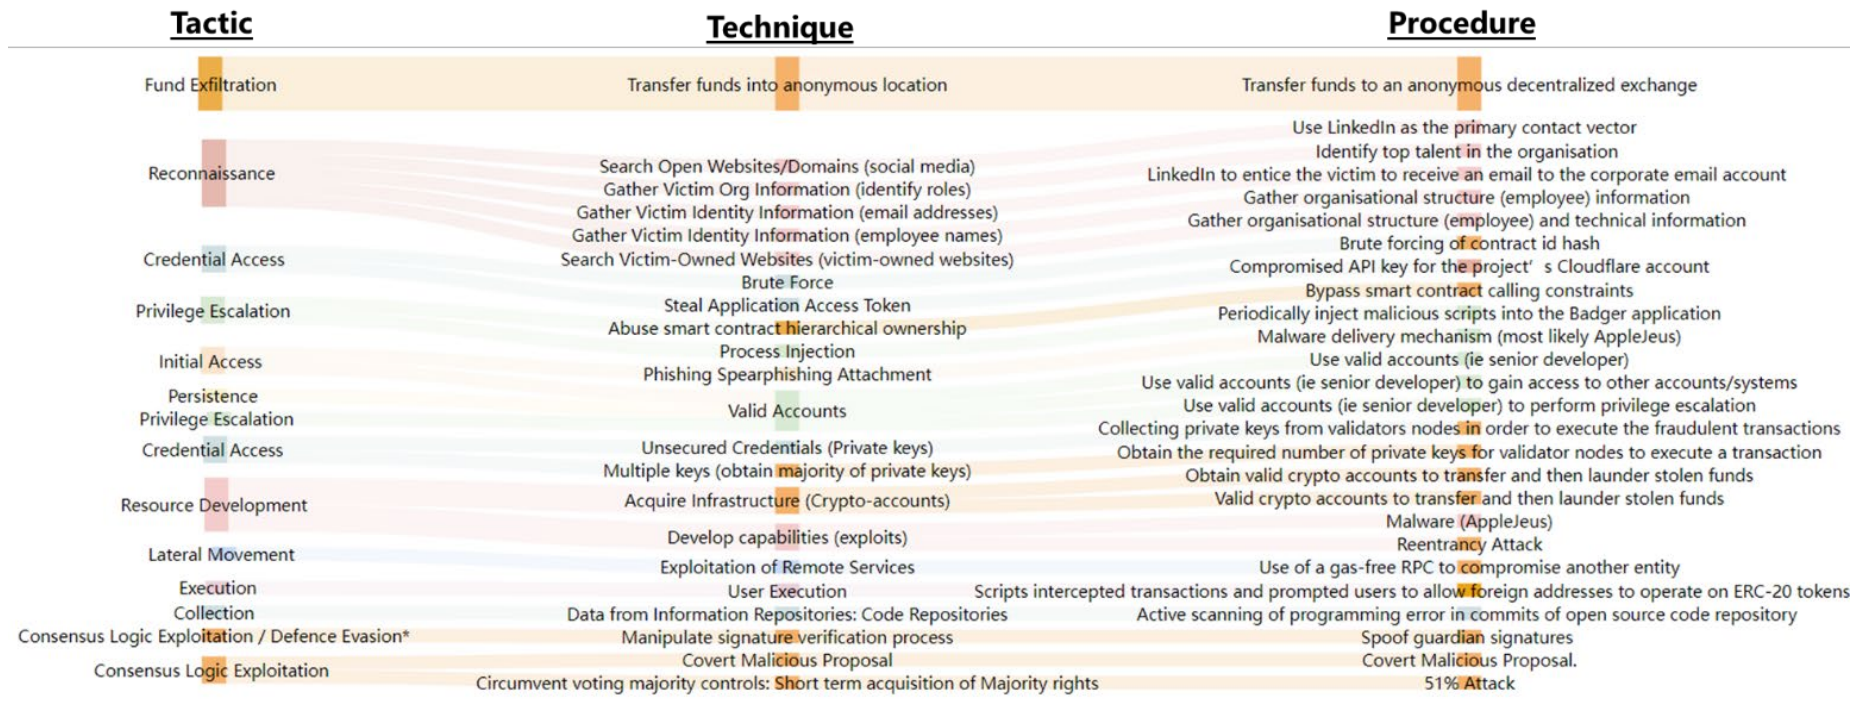 Tactic
Technique
Procedure
Fund Exfiltration
Transfer funds into anonymous location
Transfer funds to an anonymous decentralized exchange
Reconnaissance
Credential Access
Privilege Escalation
Initial Access
Persistence
Privilege Escalation
Credential Access
Resource Development
Lateral Movement
Execution
Collection
Consensus Logic Exploitation / Defence Evasion*
Consensus Logic Exploitation
Search Open Websites/Domains (social media)
Gather Victim Org Information (identify roles)
Gather Victim Identity Information (email addresses)
Gather Victim Identity Information (employee names)
Search Victim-Owned Websites (victim-owned websites)
Brute Force
Steal Application Access Token
Abuse smart contract hierarchical ownership
Process Injection
Phishing Spearphishing Attachment
Valid Accounts
Unsecured Credentials (Private keys)
Multiple keys (obtain majority of private keys)
Acquire Infrastructure (Crypto-accounts)
Develop capabilities (exploits)
Exploitation of Remote Services
User Execution
Data from Information Repositories: Code Repositories
Manipulate signature verification process
Covert Malicious Proposal
Circumvent voting majority controls: Short term acquisition of Majority rights
Use LinkedIn as the primary contact vector
Identify top talent in the organisation
LinkedIn to entice the victim to receive an email to the corporate email account
Gather organisational structure (employee) information
Gather organisational structure (employee) and technical information
Brute forcing of contract id hash
Compromised API key for the project’ s Cloudflare account
Bypass smart contract calling constraints
Periodically inject malicious scripts into the Badger application
Malware delivery mechanism (most likely AppleJeus)
Use valid accounts (ie senior developer)
Use valid accounts (ie senior developer) to gain access to other accounts/systems
Use valid accounts (ie senior developer) to perform privilege escalation
Collecting private keys from validators nodes in order to execute the fraudulent transactions
Obtain the required number of private keys for validator nodes to execute a transaction
Obtain valid crypto accounts to transfer and then launder stolen funds
Valid crypto accounts to transfer and then launder stolen funds
Malware (AppleJeus)
Reentrancy Attack
Use of a gas-free RPC to compromise another entity
Scripts intercepted transactions and prompted users to allow foreign addresses to operate on ERC-20 tokens
Active scanning of programming error in commits of open source code repository
Spoof guardian signatures
Covert Malicious Proposal.
51% Attack